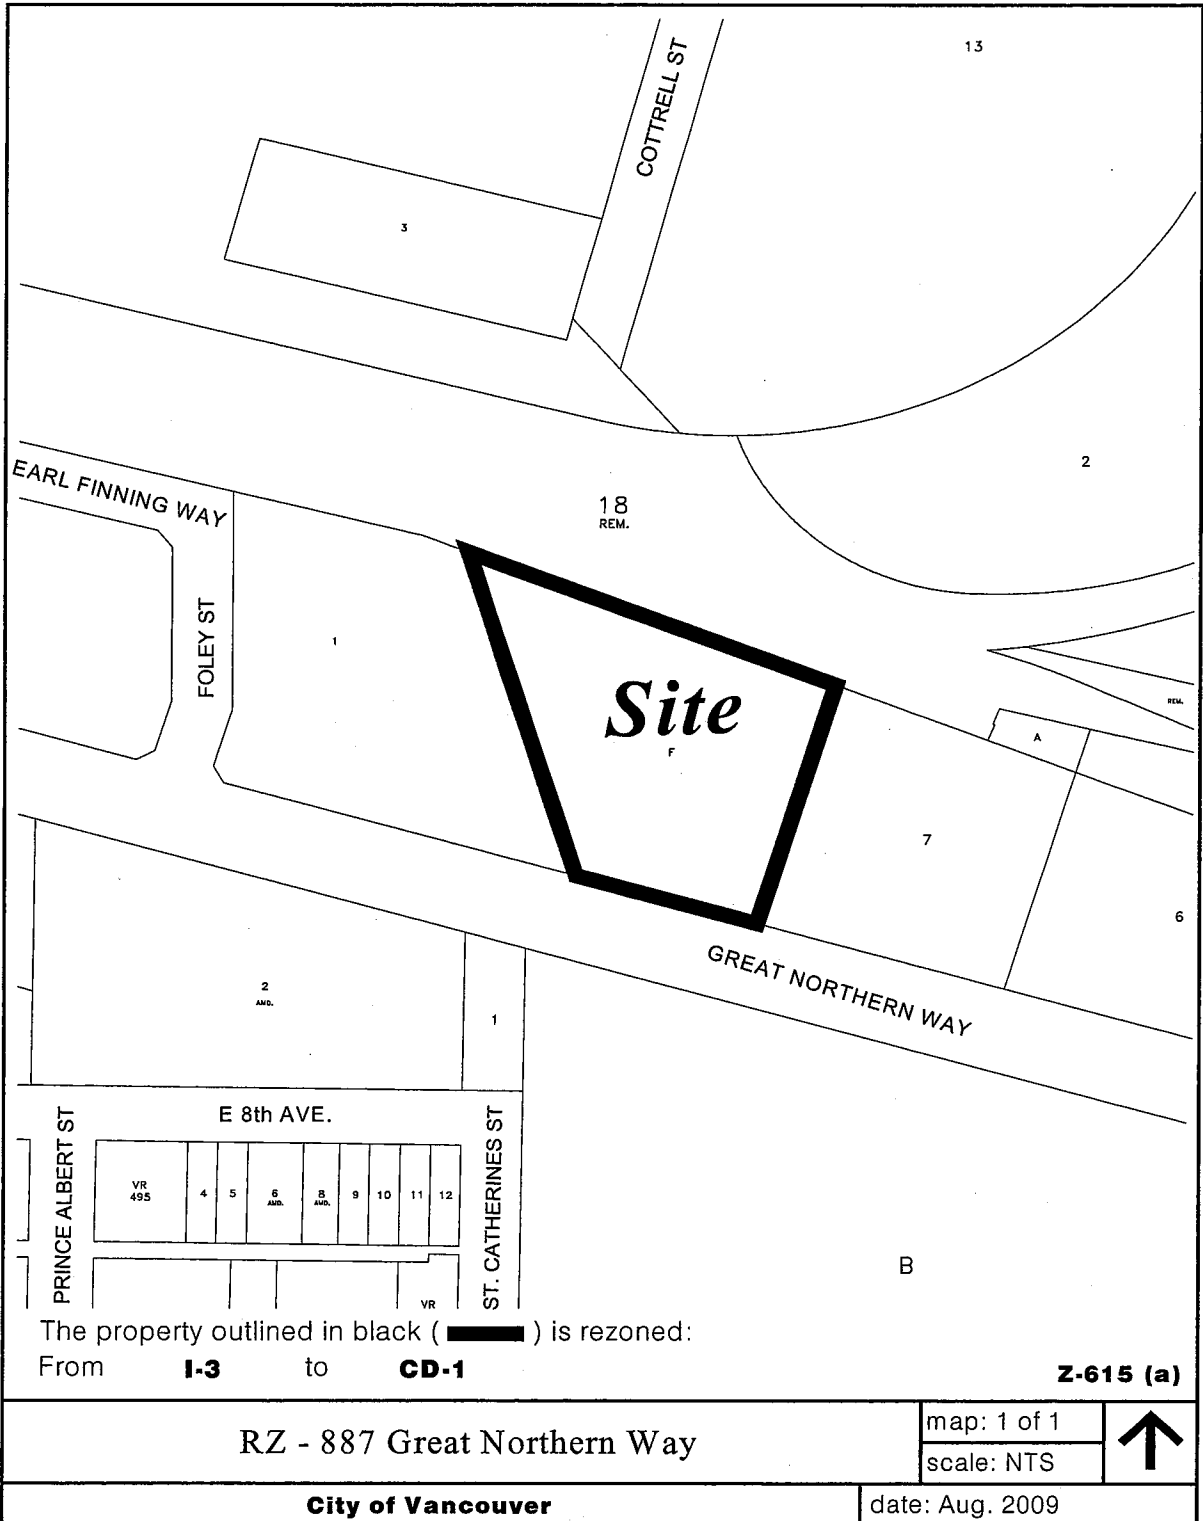 13
COTTRELL ST
3
2
EARL FINNING WAY
18
REM.
FOLEY ST
1
Site
F
REM.
A
7
6
GREAT NORTHERN WAY
2
AMD.
1
E 8th AVE.
PRINCE ALBERT ST
ST. CATHERINES ST
VR
495
4
5
6
AMD.
8
AMD.
9
10
11
12
B
VR
The property outlined in black ( ) is rezoned:
From I-3 to CD-1
Z-615 (a)
RZ - 887 Great Northern Way
map: 1 of 1
scale: NTS
City of Vancouver
date: Aug. 2009